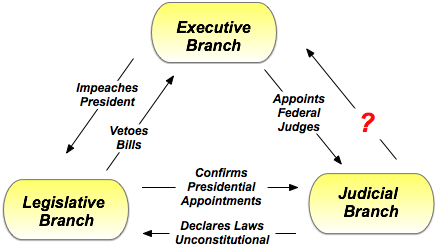 Executive
Branch
Impeaches
President
Appoints
Federal
Judges
?
Vetoes
Bills
Confirms
Presidential
Appointments
Legislative
Branch
Judicial
Branch
Declares Laws
Unconstitutional